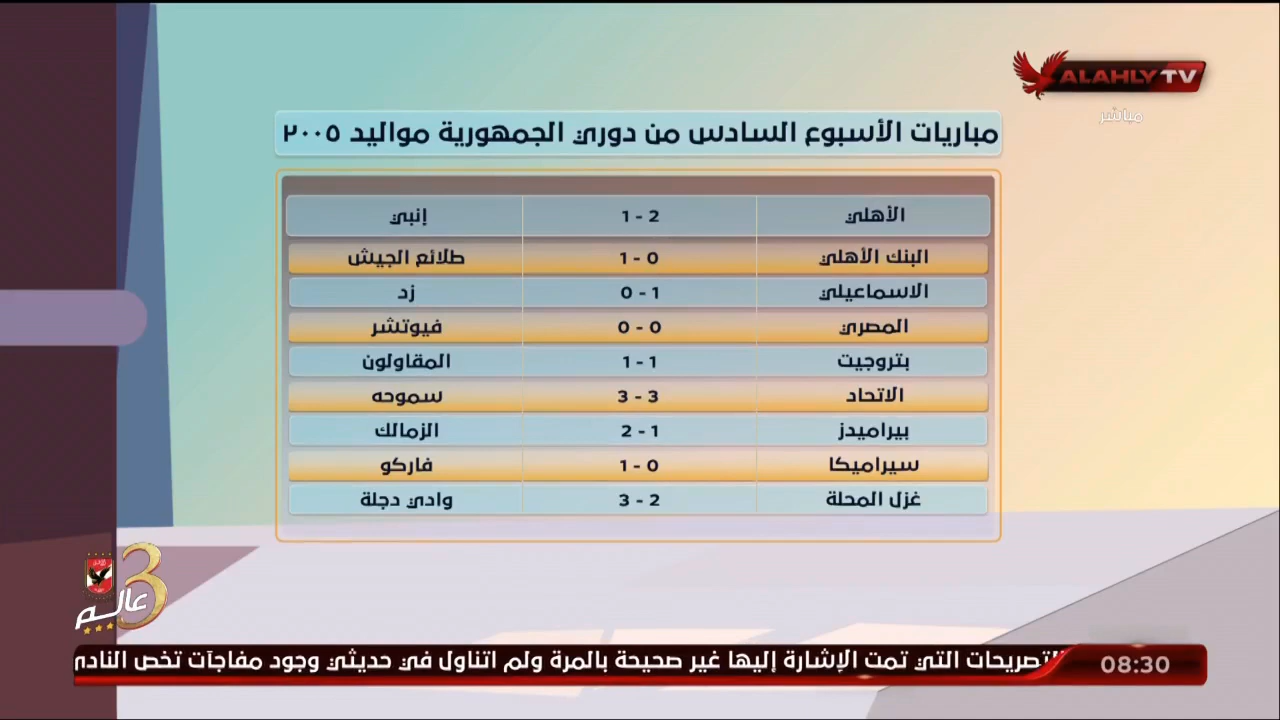 ALAHLY TV
مباشر
مباريات الأسبوع السادس من دوري الجمهورية مواليد ٢٠٠٥
الأهلي 1 - 2 إنبي
البنك الأهلي 1 - 0 طلائع الجيش
الاسماعيلي 0 - 1 زد
المصري 0 - 0 فيوتشر
بتروجيت 1 - 1 المقاولون
الاتحاد 3 - 3 سموحه
بيراميدز 2 - 1 الزمالك
سيراميكا 1 - 0 فاركو
غزل المحلة 3 - 2 وادي دجلة
3
عالم
08:30
التصريحات التي تمت الإشارة إليها غير صحيحة بالمرة ولم اتناول في حديثي وجود مفاجآت تخص النادي